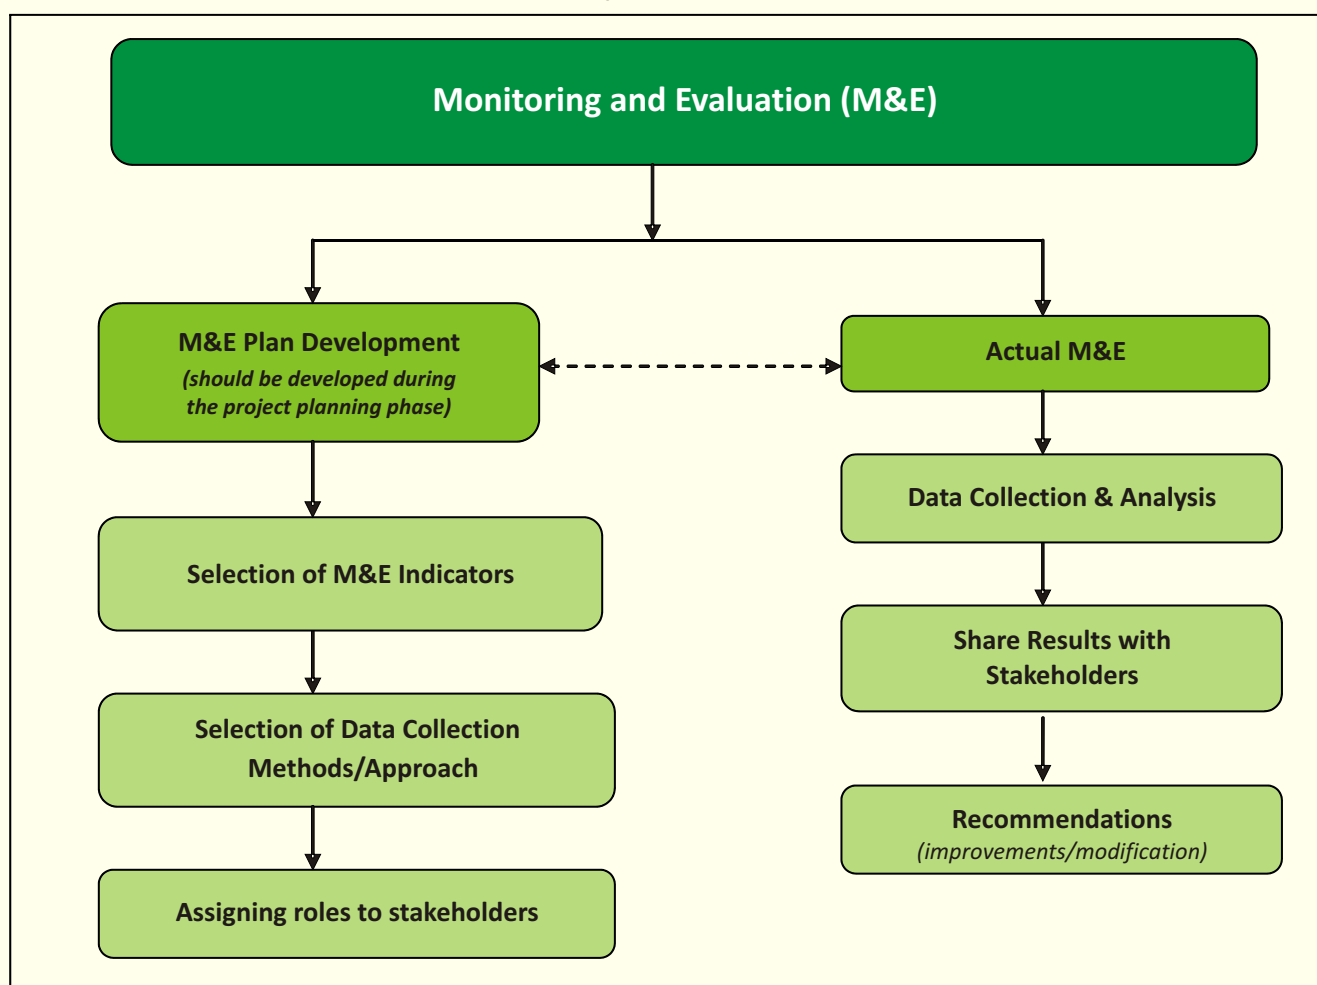 Monitoring and Evaluation (M&E)
M&E Plan Development
(should be developed during
the project planning phase)
Selection of M&E Indicators
Selection of Data Collection
Methods/Approach
Assigning roles to stakeholders
Actual M&E
Data Collection & Analysis
Share Results with
Stakeholders
Recommendations
(improvements/modification)